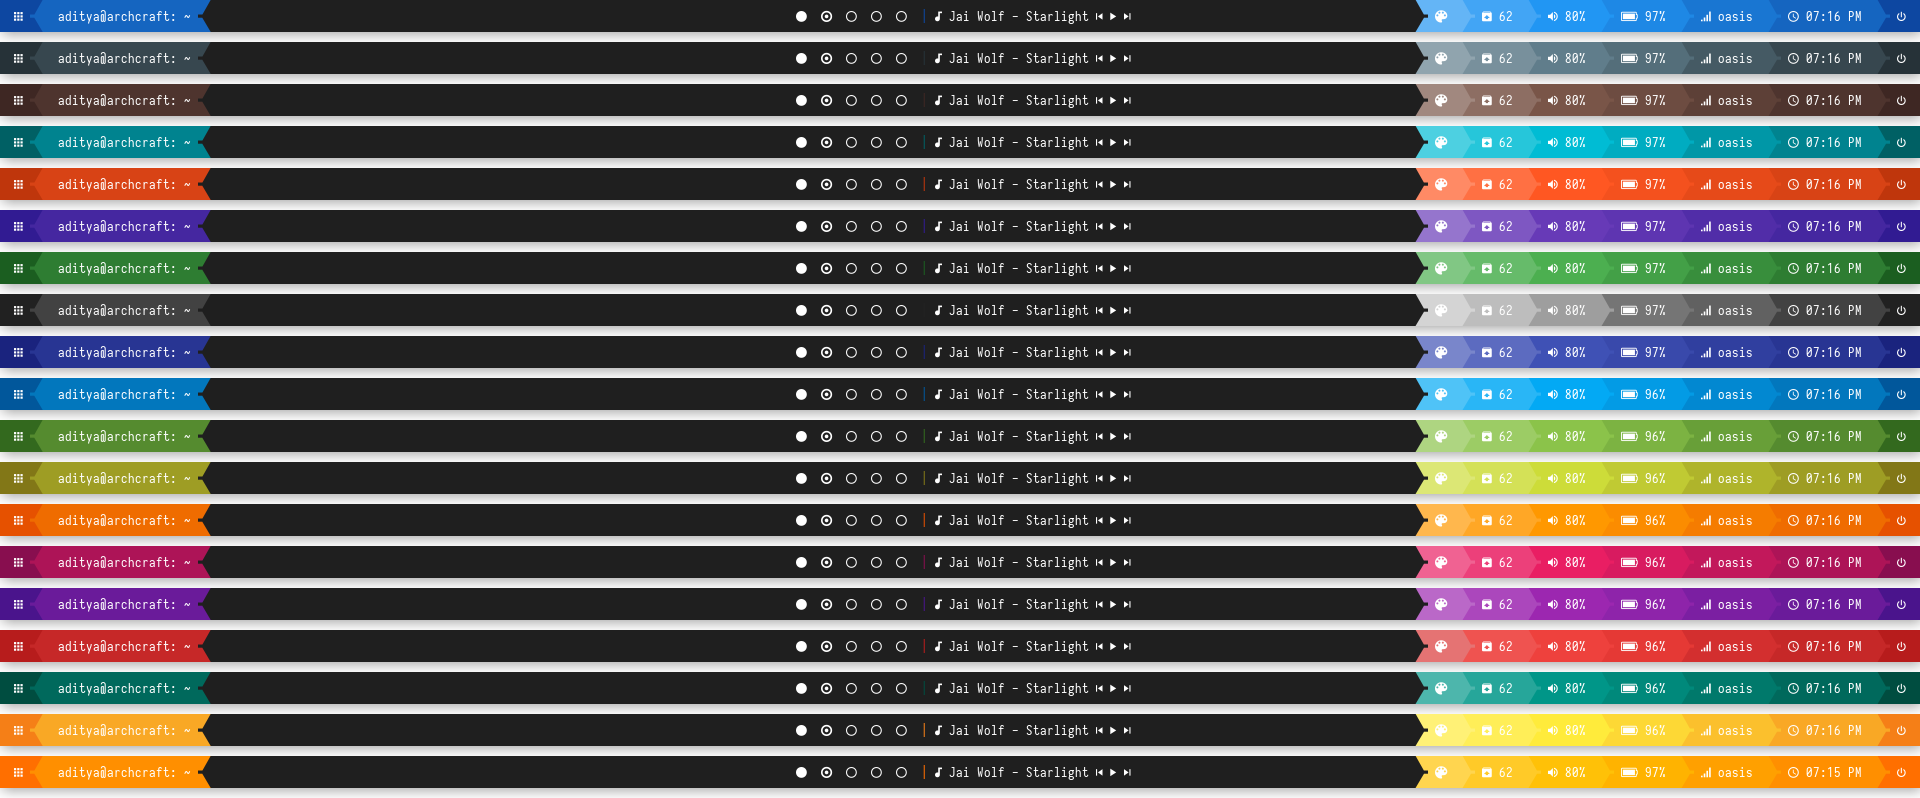 aditya@archcraft: ~ Jai Wolf - Starlight 62 80% 97% oasis 07:16 PM
aditya@archcraft: ~ Jai Wolf - Starlight 62 80% 97% oasis 07:16 PM
aditya@archcraft: ~ Jai Wolf - Starlight 62 80% 97% oasis 07:16 PM
aditya@archcraft: ~ Jai Wolf - Starlight 62 80% 97% oasis 07:16 PM
aditya@archcraft: ~ Jai Wolf - Starlight 62 80% 97% oasis 07:16 PM
aditya@archcraft: ~ Jai Wolf - Starlight 62 80% 97% oasis 07:16 PM
aditya@archcraft: ~ Jai Wolf - Starlight 62 80% 97% oasis 07:16 PM
aditya@archcraft: ~ Jai Wolf - Starlight 62 80% 97% oasis 07:16 PM
aditya@archcraft: ~ Jai Wolf - Starlight 62 80% 97% oasis 07:16 PM
aditya@archcraft: ~ Jai Wolf - Starlight 62 80% 96% oasis 07:16 PM
aditya@archcraft: ~ Jai Wolf - Starlight 62 80% 96% oasis 07:16 PM
aditya@archcraft: ~ Jai Wolf - Starlight 62 80% 96% oasis 07:16 PM
aditya@archcraft: ~ Jai Wolf - Starlight 62 80% 96% oasis 07:16 PM
aditya@archcraft: ~ Jai Wolf - Starlight 62 80% 96% oasis 07:16 PM
aditya@archcraft: ~ Jai Wolf - Starlight 62 80% 96% oasis 07:16 PM
aditya@archcraft: ~ Jai Wolf - Starlight 62 80% 96% oasis 07:16 PM
aditya@archcraft: ~ Jai Wolf - Starlight 62 80% 96% oasis 07:16 PM
aditya@archcraft: ~ Jai Wolf - Starlight 62 80% 96% oasis 07:16 PM
aditya@archcraft: ~ Jai Wolf - Starlight 62 80% 97% oasis 07:15 PM